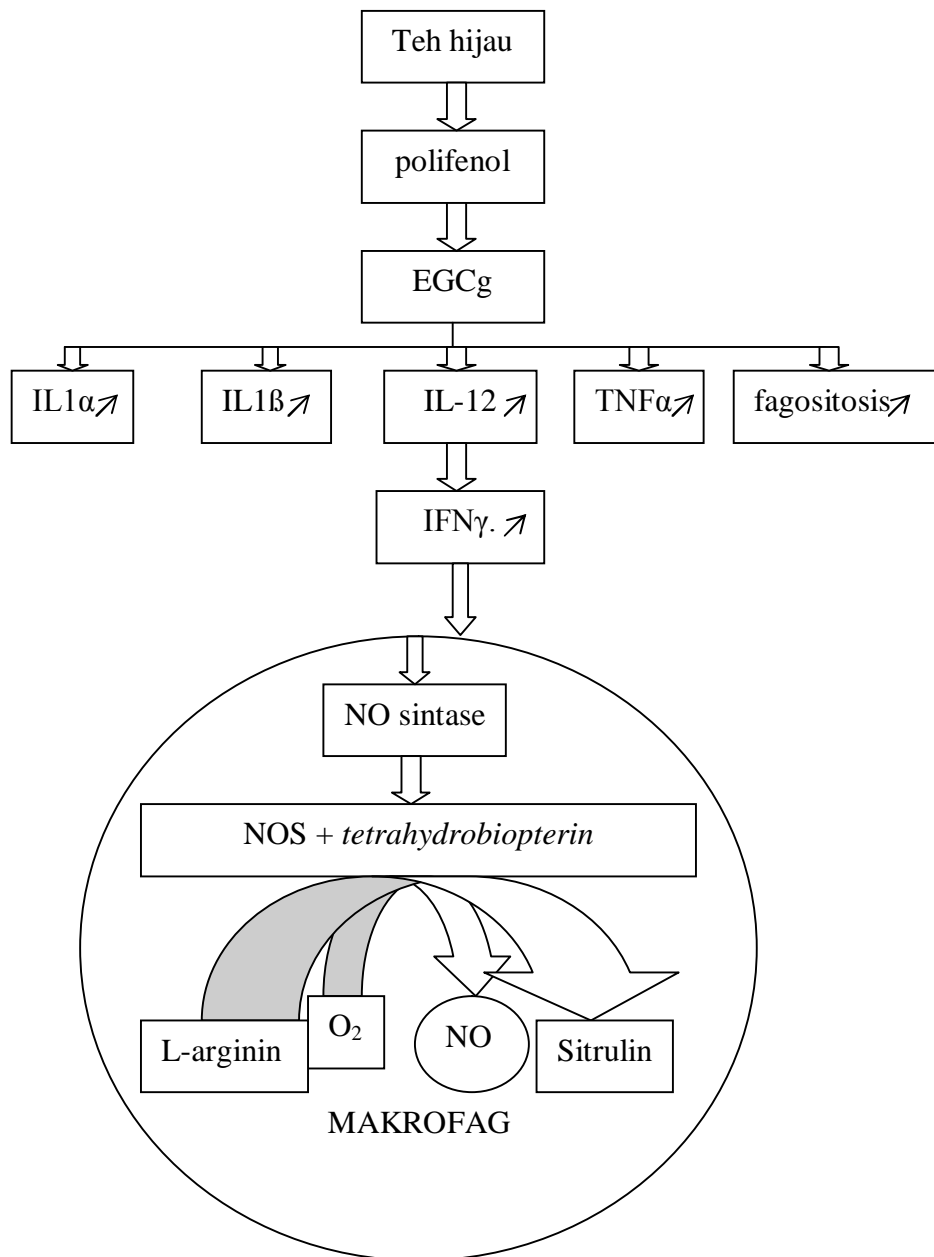 Teh hijau
polifenol
EGCg
IL1α
IL1ß
IL-12
TNFα
fagositosis
IFNγ.
NO sintase
NOS + tetrahydrobiopterin
L-arginin
O₂
NO
Sitrulin
MAKROFAG